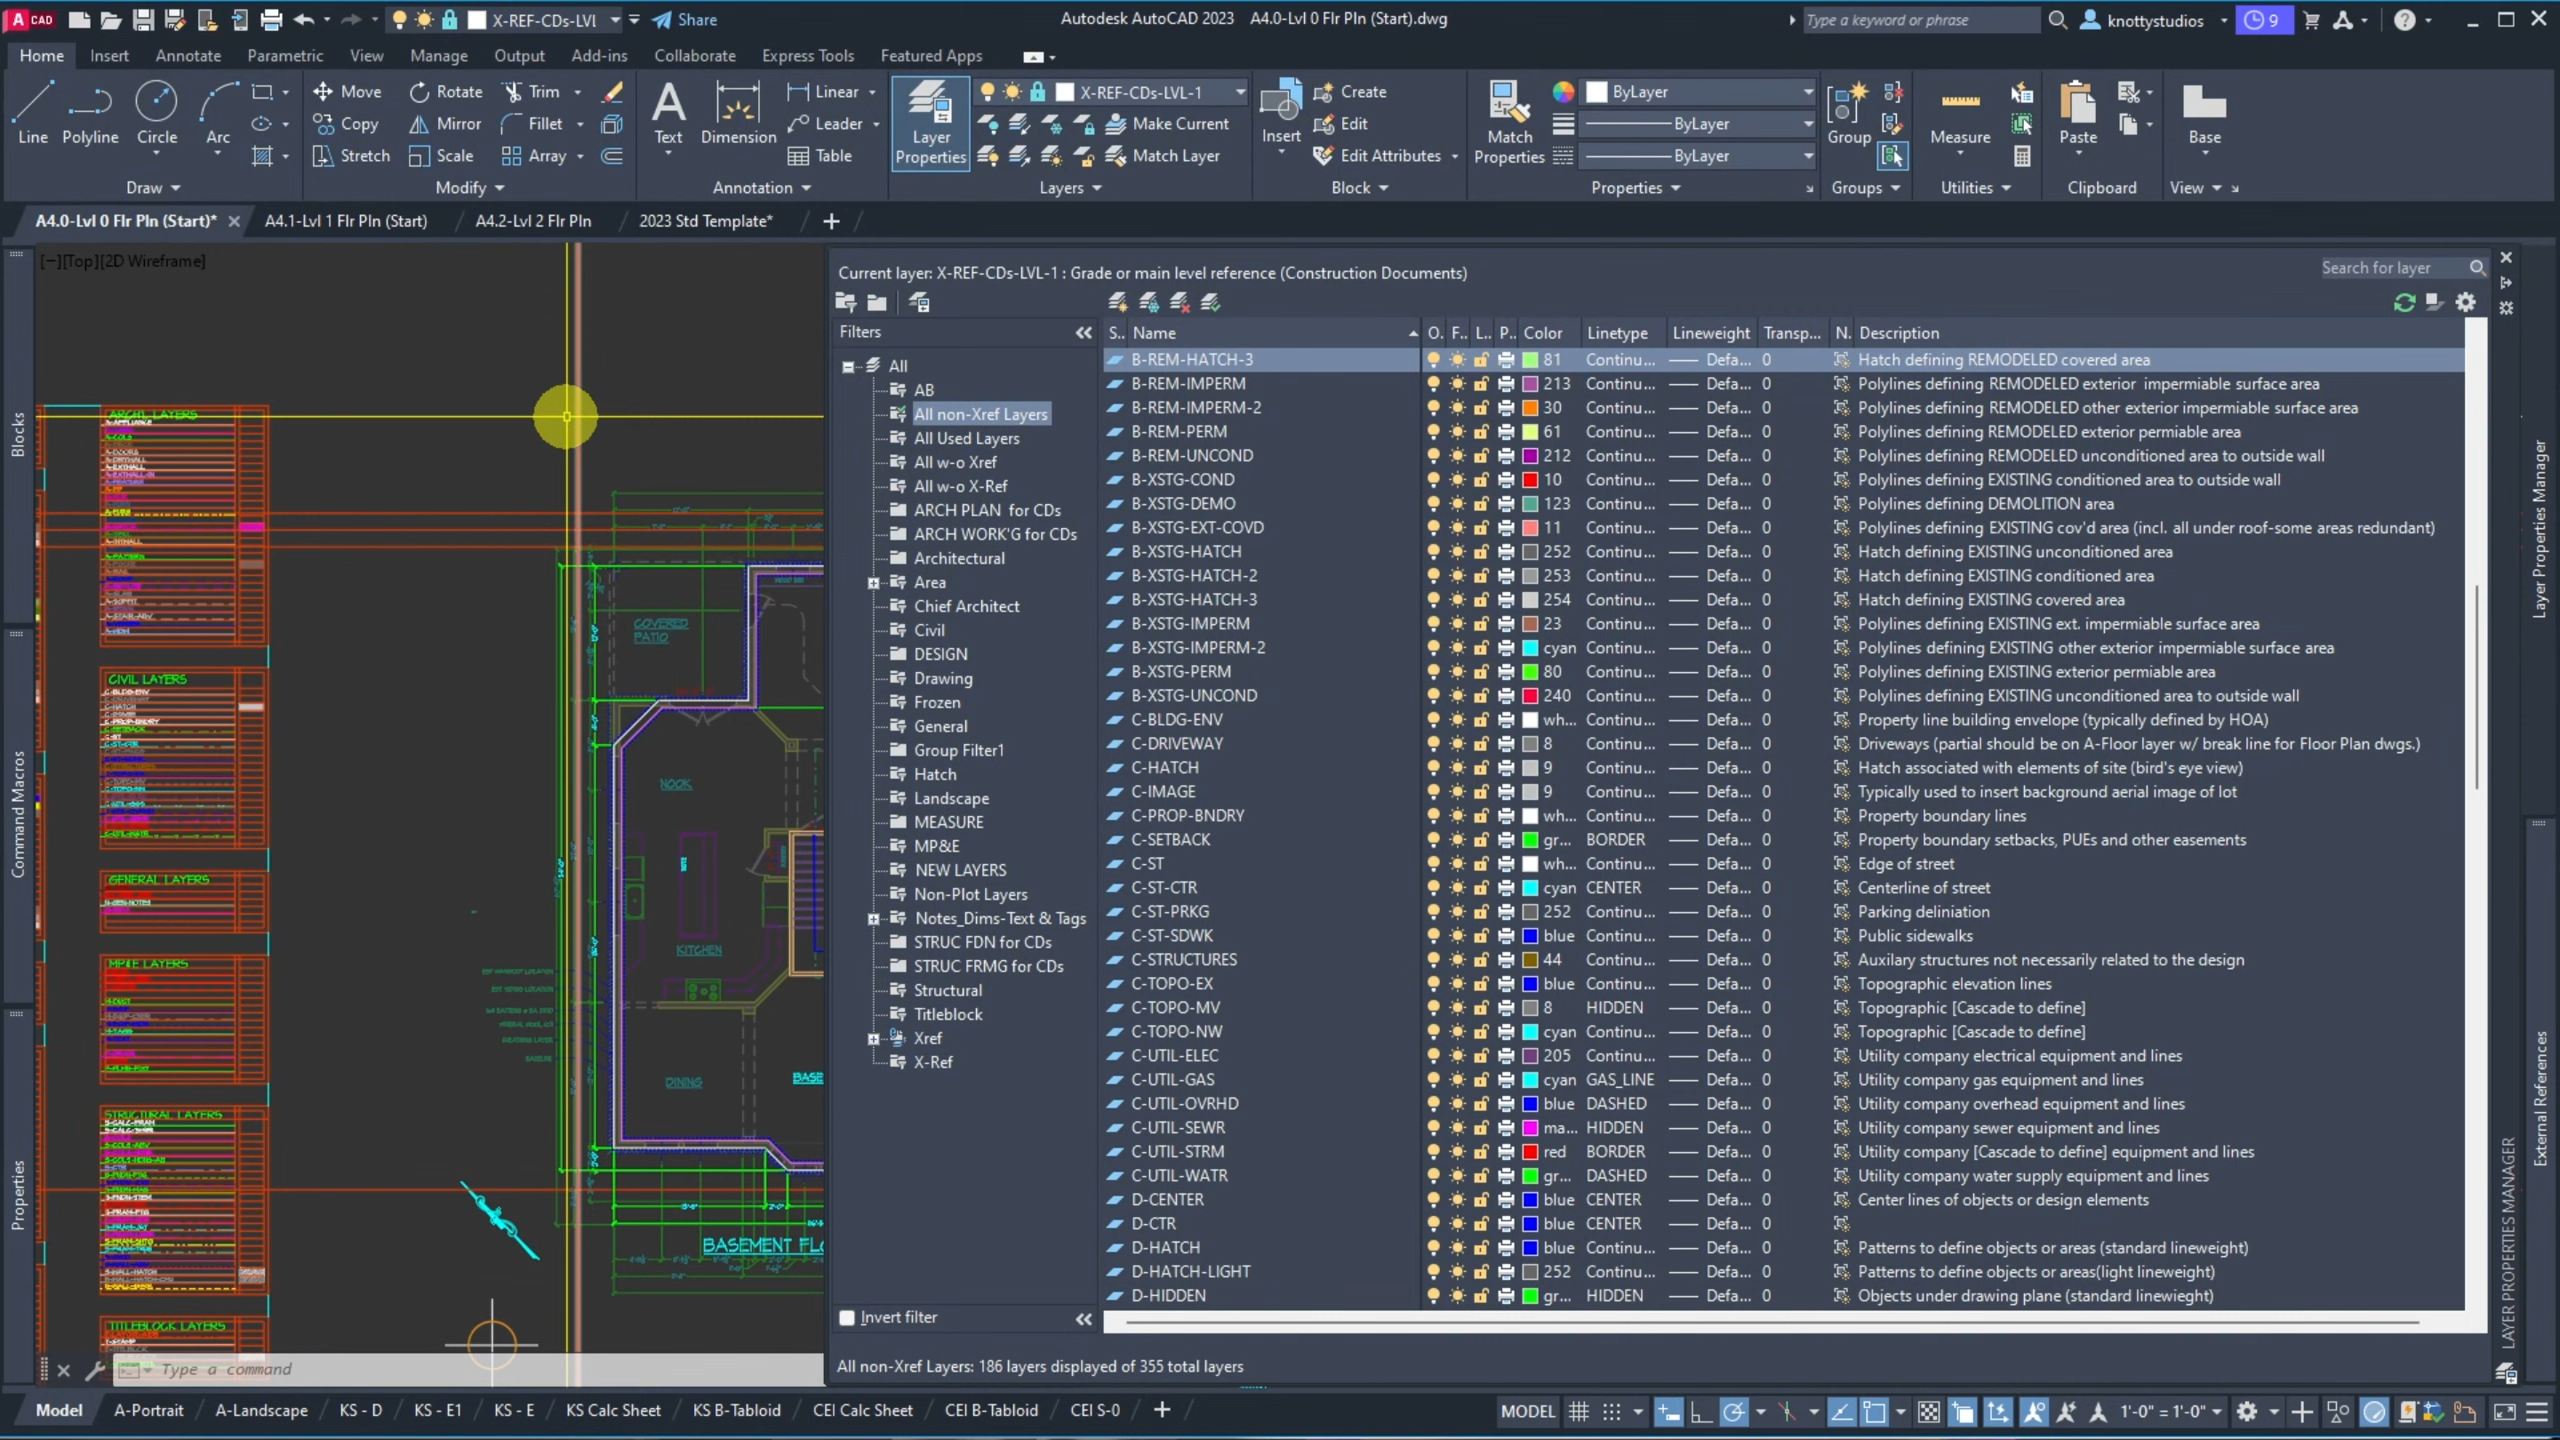 A CAD X-REF-CDs-LVL Share Autodesk AutoCAD 2023 A4.0-Lvl 0 Flr Pln (Start).dwg Type a keyword or phrase knottystudios 9
Home Insert Annotate Parametric View Manage Output Add-ins Collaborate Express Tools Featured Apps
Move Rotate Trim Linear X-REF-CDs-LVL-1 Create ByLayer
Copy Mirror Fillet Leader Make Current Edit ByLayer
Line Polyline Circle Arc Text Dimension Layer Properties Insert Match Properties Group Measure Paste Base
Stretch Scale Array Table Match Layer Edit Attributes ByLayer
Draw Modify Annotation Layers Block Properties Groups Utilities Clipboard View
A4.0-Lvl 0 Flr Pln (Start)* A4.1-Lvl 1 Flr Pln (Start) A4.2-Lvl 2 Flr Pln 2023 Std Template*
[−][Top][2D Wireframe]
Blocks
Command Macros
Properties
ARCH'L LAYERS
CIVIL LAYERS
GENERAL LAYERS
MP&E LAYERS
STRUCTURAL LAYERS
TITLEBLOCK LAYERS
COVERED
PATIO
NOOK
KITCHEN
DINING
BASE
BASEMENT FL
Current layer: X-REF-CDs-LVL-1 : Grade or main level reference (Construction Documents)
Search for layer
Filters
All
AB
All non-Xref Layers
All Used Layers
All w-o Xref
All w-o X-Ref
ARCH PLAN for CDs
ARCH WORK'G for CDs
Architectural
Area
Chief Architect
Civil
DESIGN
Drawing
Frozen
General
Group Filter1
Hatch
Landscape
MEASURE
MP&E
NEW LAYERS
Non-Plot Layers
Notes_Dims-Text & Tags
STRUC FDN for CDs
STRUC FRMG for CDs
Structural
Titleblock
Xref
X-Ref
Invert filter
S.. Name O. F.. L.. P.. Color Linetype Lineweight Transp... N. Description
B-REM-HATCH-3 81 Continu... Defa... 0 Hatch defining REMODELED covered area
B-REM-IMPERM 213 Continu... Defa... 0 Polylines defining REMODELED exterior impermiable surface area
B-REM-IMPERM-2 30 Continu... Defa... 0 Polylines defining REMODELED other exterior impermiable surface area
B-REM-PERM 61 Continu... Defa... 0 Polylines defining REMODELED exterior permiable area
B-REM-UNCOND 212 Continu... Defa... 0 Polylines defining REMODELED unconditioned area to outside wall
B-XSTG-COND 10 Continu... Defa... 0 Polylines defining EXISTING conditioned area to outside wall
B-XSTG-DEMO 123 Continu... Defa... 0 Polylines defining DEMOLITION area
B-XSTG-EXT-COVD 11 Continu... Defa... 0 Polylines defining EXISTING cov'd area (incl. all under roof-some areas redundant)
B-XSTG-HATCH 252 Continu... Defa... 0 Hatch defining EXISTING unconditioned area
B-XSTG-HATCH-2 253 Continu... Defa... 0 Hatch defining EXISTING conditioned area
B-XSTG-HATCH-3 254 Continu... Defa... 0 Hatch defining EXISTING covered area
B-XSTG-IMPERM 23 Continu... Defa... 0 Polylines defining EXISTING ext. impermiable surface area
B-XSTG-IMPERM-2 cyan Continu... Defa... 0 Polylines defining EXISTING other exterior impermiable surface area
B-XSTG-PERM 80 Continu... Defa... 0 Polylines defining EXISTING exterior permiable area
B-XSTG-UNCOND 240 Continu... Defa... 0 Polylines defining EXISTING unconditioned area to outside wall
C-BLDG-ENV wh... Continu... Defa... 0 Property line building envelope (typically defined by HOA)
C-DRIVEWAY 8 Continu... Defa... 0 Driveways (partial should be on A-Floor layer w/ break line for Floor Plan dwgs.)
C-HATCH 9 Continu... Defa... 0 Hatch associated with elements of site (bird's eye view)
C-IMAGE 9 Continu... Defa... 0 Typically used to insert background aerial image of lot
C-PROP-BNDRY wh... Continu... Defa... 0 Property boundary lines
C-SETBACK gr... BORDER Defa... 0 Property boundary setbacks, PUEs and other easements
C-ST wh... Continu... Defa... 0 Edge of street
C-ST-CTR cyan CENTER Defa... 0 Centerline of street
C-ST-PRKG 252 Continu... Defa... 0 Parking deliniation
C-ST-SDWK blue Continu... Defa... 0 Public sidewalks
C-STRUCTURES 44 Continu... Defa... 0 Auxilary structures not necessarily related to the design
C-TOPO-EX blue Continu... Defa... 0 Topographic elevation lines
C-TOPO-MV 8 HIDDEN Defa... 0 Topographic [Cascade to define]
C-TOPO-NW cyan Continu... Defa... 0 Topographic [Cascade to define]
C-UTIL-ELEC 205 Continu... Defa... 0 Utility company electrical equipment and lines
C-UTIL-GAS cyan GAS_LINE Defa... 0 Utility company gas equipment and lines
C-UTIL-OVRHD blue DASHED Defa... 0 Utility company overhead equipment and lines
C-UTIL-SEWR ma... HIDDEN Defa... 0 Utility company sewer equipment and lines
C-UTIL-STRM red BORDER Defa... 0 Utility company [Cascade to define] equipment and lines
C-UTIL-WATR gr... DASHED Defa... 0 Utility company water supply equipment and lines
D-CENTER blue CENTER Defa... 0 Center lines of objects or design elements
D-CTR blue CENTER Defa... 0
D-HATCH blue Continu... Defa... 0 Patterns to define objects or areas (standard lineweight)
D-HATCH-LIGHT 252 Continu... Defa... 0 Patterns to define objects or areas(light lineweight)
D-HIDDEN gr... HIDDEN Defa... 0 Objects under drawing plane (standard linewieght)
All non-Xref Layers: 186 layers displayed of 355 total layers
Layer Properties Manager
External References
LAYER PROPERTIES MANAGER
Type a command
Model A-Portrait A-Landscape KS - D KS - E1 KS - E KS Calc Sheet KS B-Tabloid CEI Calc Sheet CEI B-Tabloid CEI S-0 MODEL 1'-0" = 1'-0"